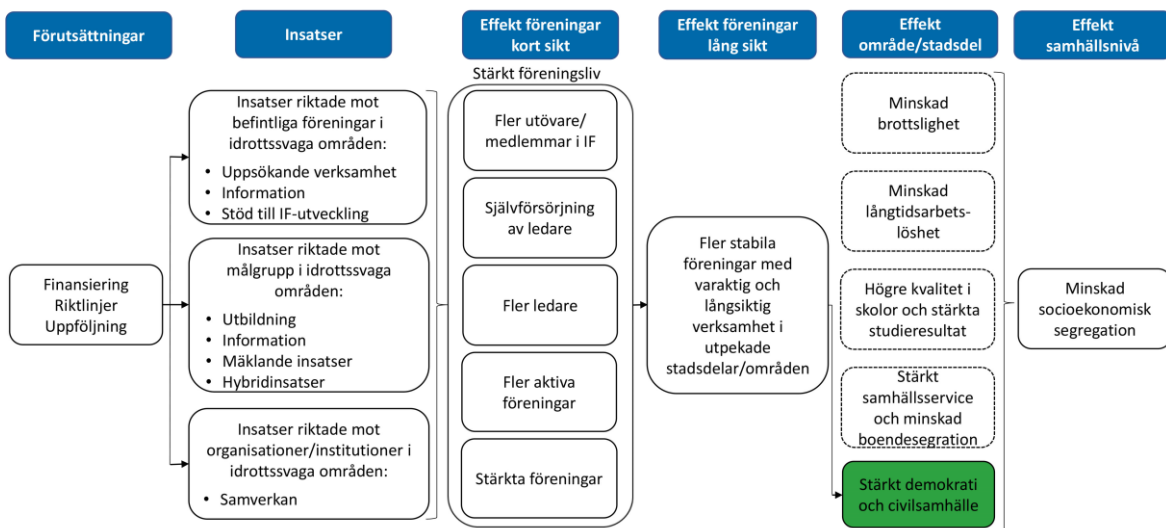 Förutsättningar
Insatser
Effekt föreningar
kort sikt
Effekt föreningar
lång sikt
Effekt
område/stadsdel
Effekt
samhällsnivå
Finansiering
Riktlinjer
Uppföljning
Insatser riktade mot
befintliga föreningar i
idrottssvaga områden:
• Uppsökande verksamhet
• Information
• Stöd till IF-utveckling
Insatser riktade mot
målgrupp i idrottssvaga
områden:
• Utbildning
• Information
• Mäklande insatser
• Hybridinsatser
Insatser riktade mot
organisationer/institutioner i
idrottssvaga områden:
• Samverkan
Stärkt föreningsliv
Fler utövare/
medlemmar i IF
Självförsörjning
av ledare
Fler ledare
Fler aktiva
föreningar
Stärkta föreningar
Fler stabila
föreningar med
varaktig och
långsiktig
verksamhet i
utpekade
stadsdelar/områden
Minskad
brottslighet
Minskad
långtidsarbets-
löshet
Högre kvalitet i
skolor och stärkta
studieresultat
Stärkt
samhällsservice
och minskad
boendesegration
Stärkt demokrati
och civilsamhälle
Minskad
socioekonomisk
segregation